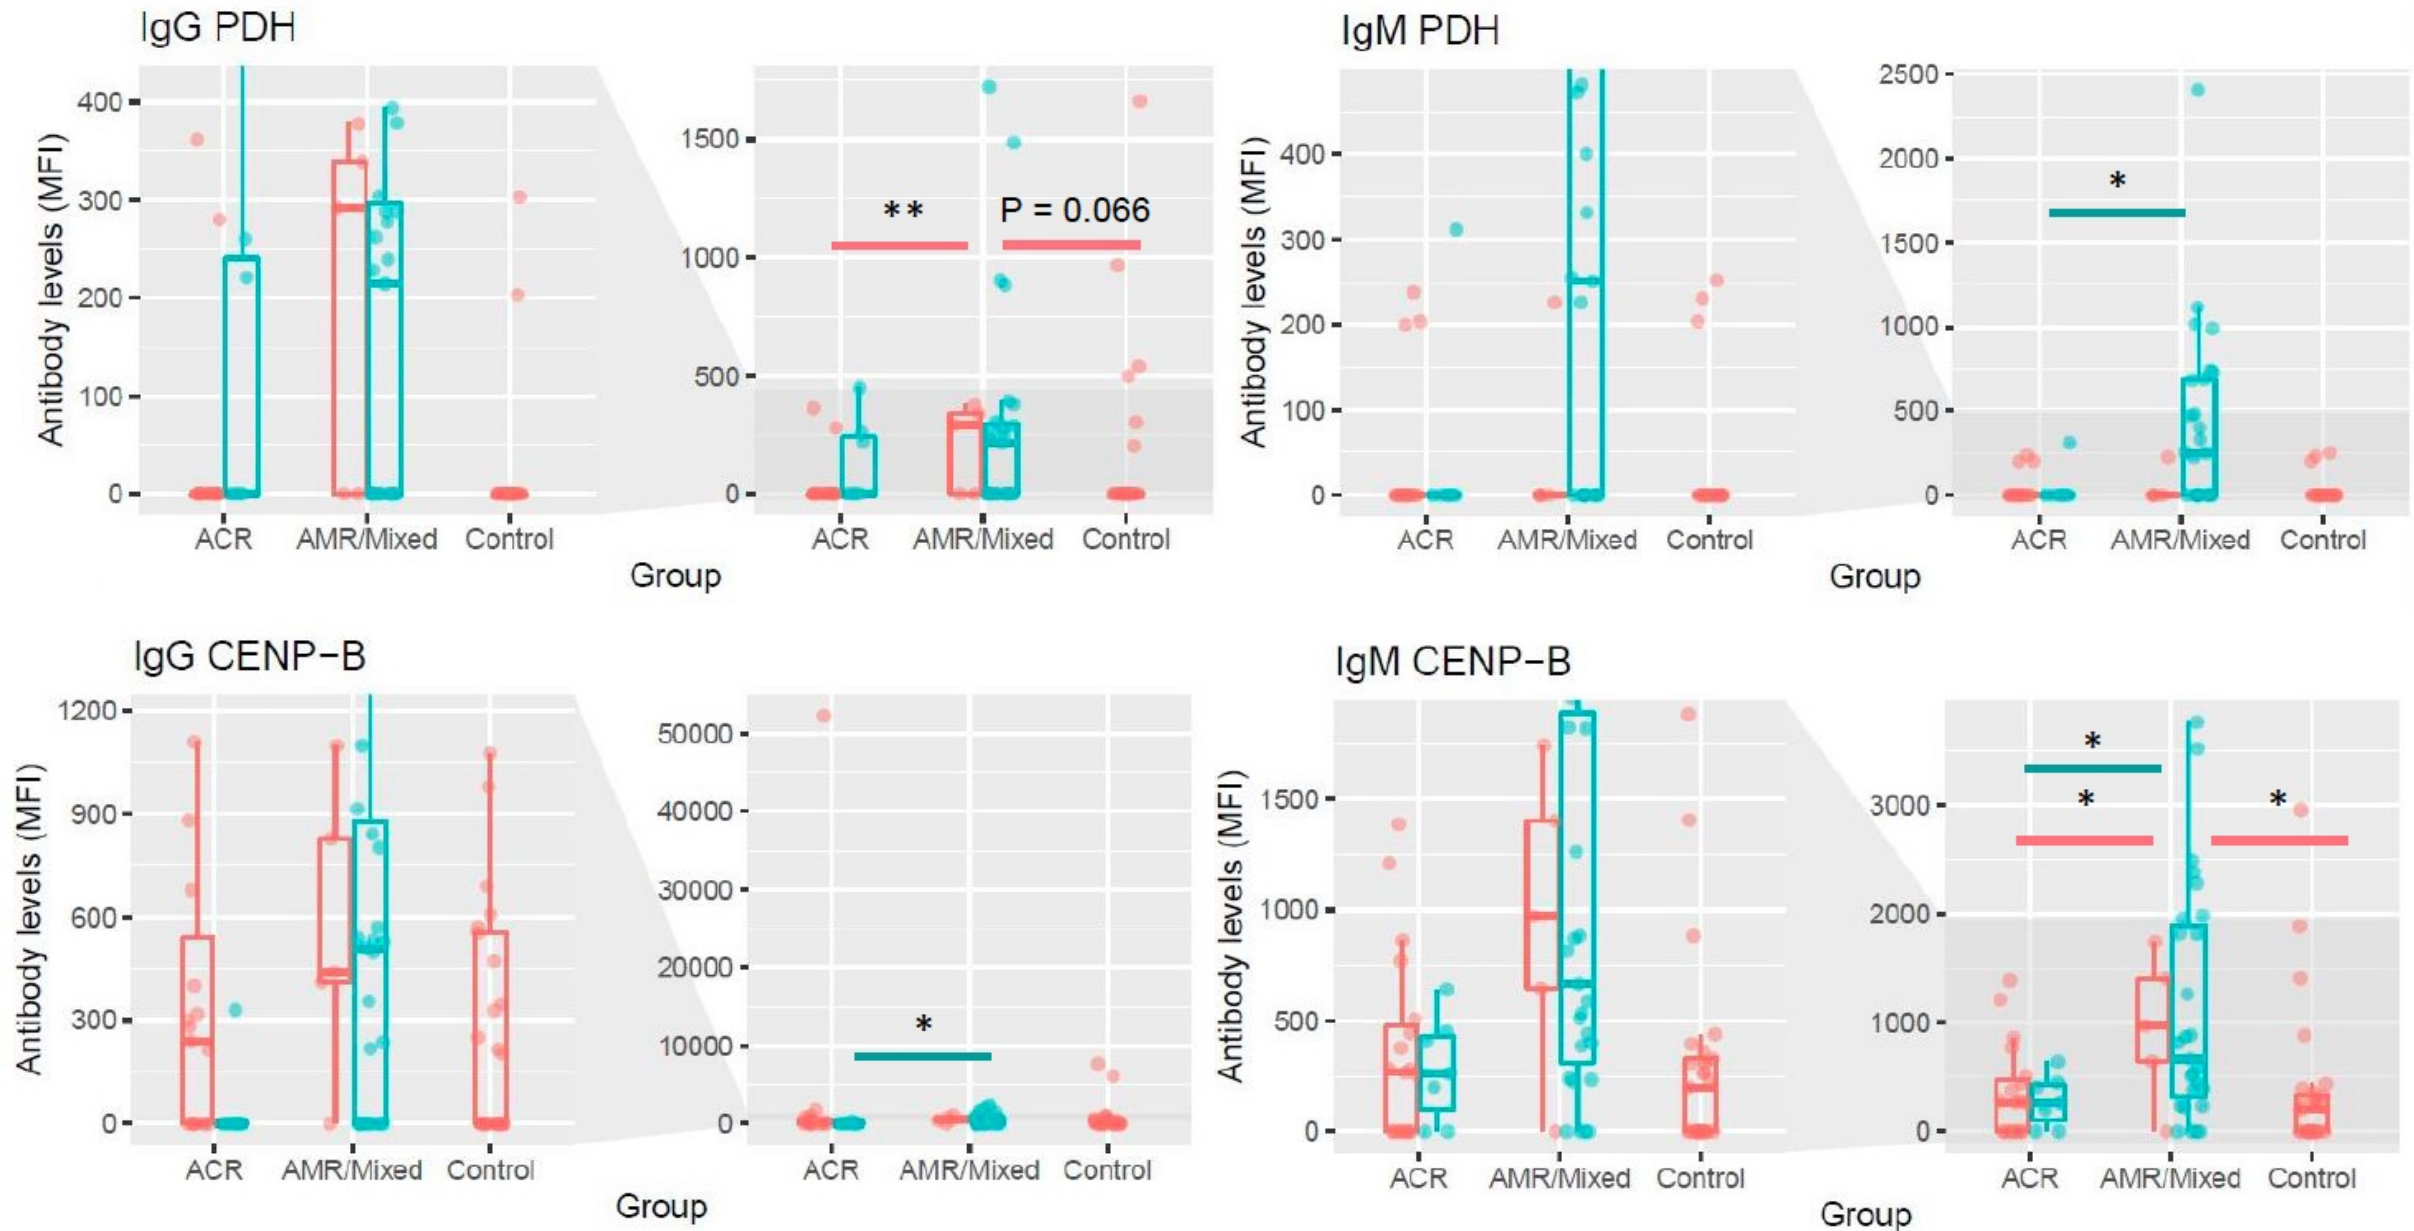 IgG PDH
Antibody levels (MFI)
400
300
200
100
0
ACR AMR/Mixed Control
1500
1000
500
0
** P = 0.066
ACR AMR/Mixed Control
Group
IgM PDH
Antibody levels (MFI)
400
300
200
100
0
ACR AMR/Mixed Control
2500
2000
1500
1000
500
0
*
ACR AMR/Mixed Control
Group
IgG CENP−B
Antibody levels (MFI)
1200
900
600
300
0
ACR AMR/Mixed Control
50000
40000
30000
20000
10000
0
*
ACR AMR/Mixed Control
Group
IgM CENP−B
Antibody levels (MFI)
1500
1000
500
0
ACR AMR/Mixed Control
3000
2000
1000
0
*
* *
ACR AMR/Mixed Control
Group